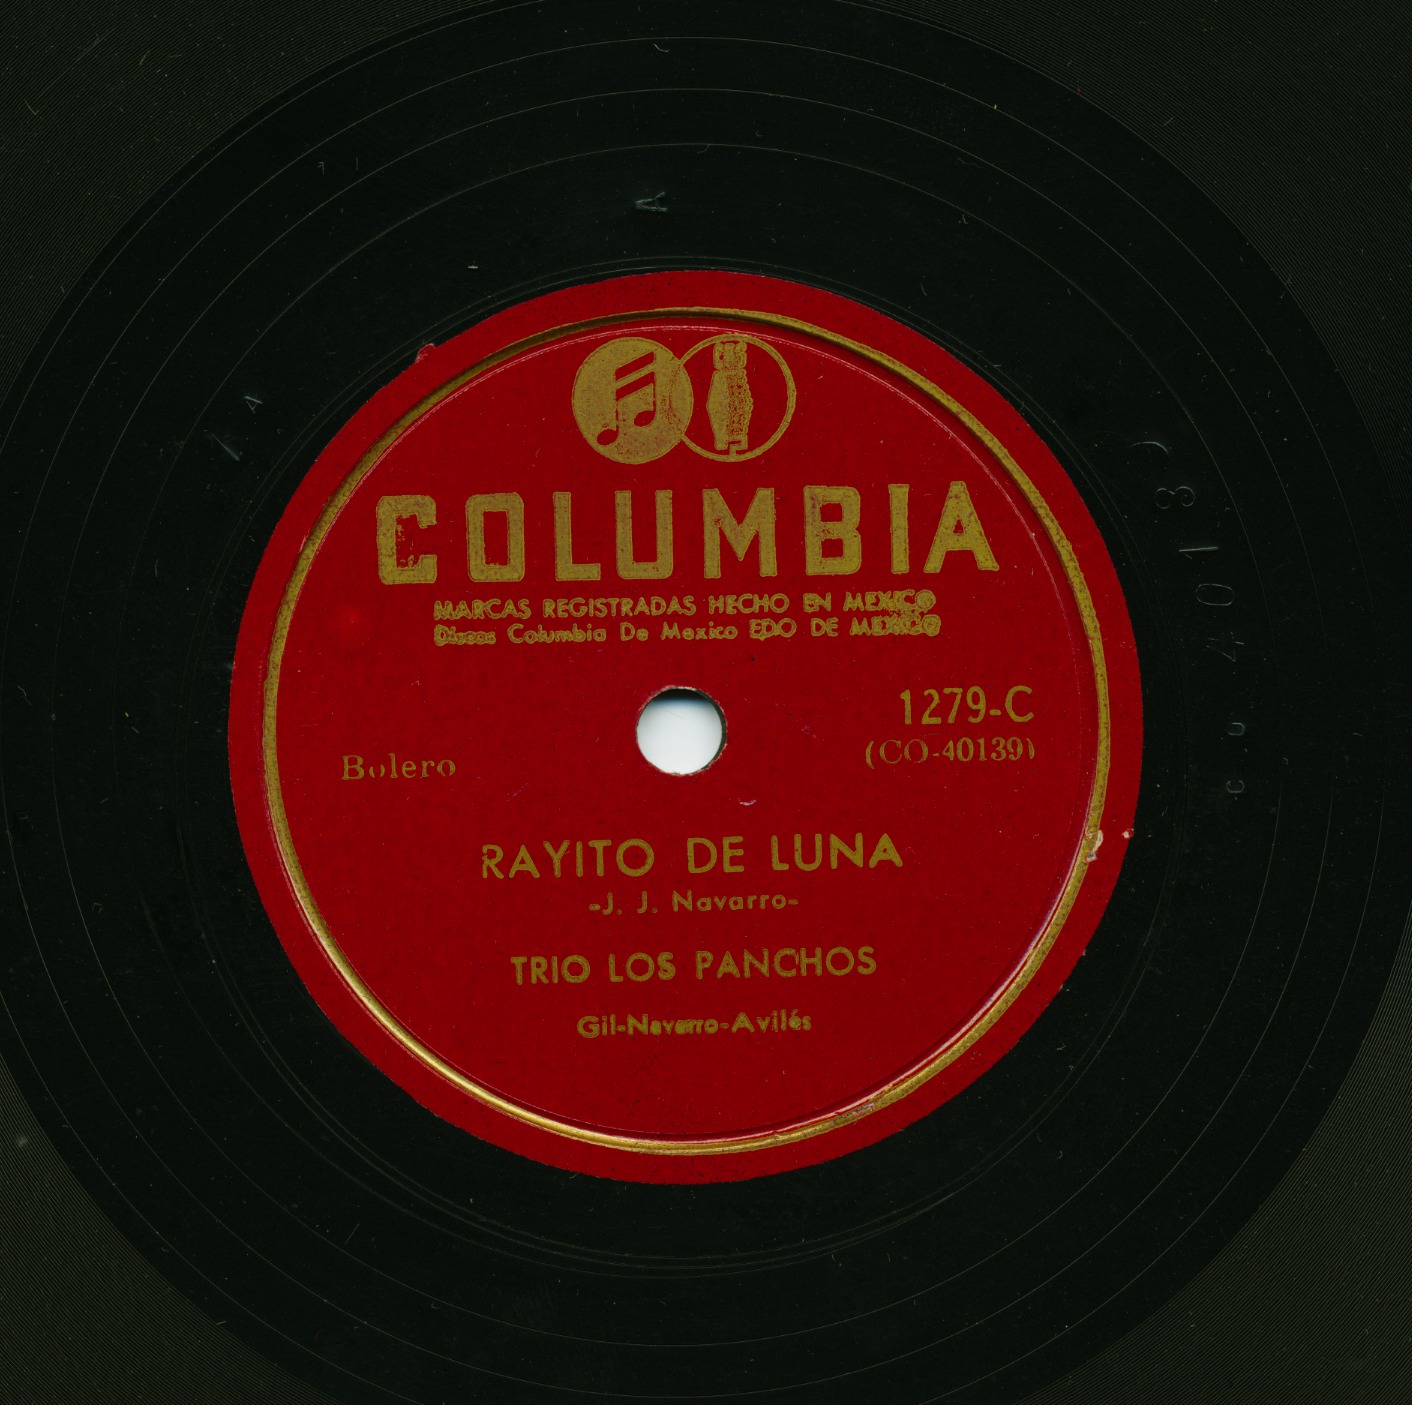 COLUMBIA
MARCAS REGISTRADAS HECHO EN MEXICO
Discos Columbia De Mexico EDO DE MEXICO
1279-C
(CO-40139)
Bolero
RAYITO DE LUNA
-J. J. Navarro-
TRIO LOS PANCHOS
Gil-Navarro-Avilés
A